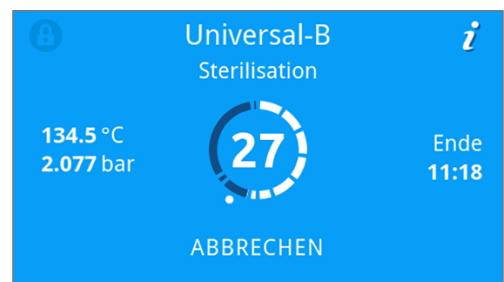 Universal-B
i
Sterilisation
134.5 °C
2.077 bar
27
Ende
11:18
ABBRECHEN